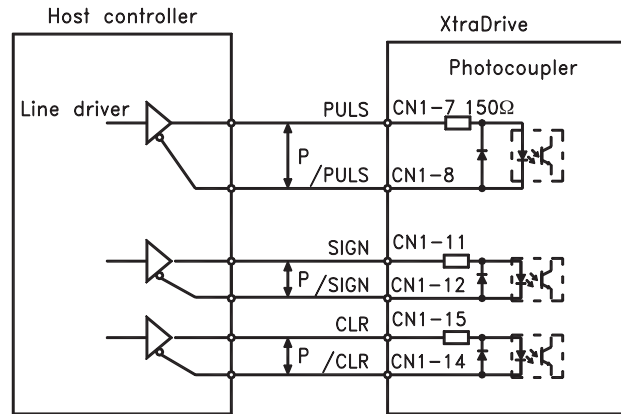 Host controller
XtraDrive
Photocoupler
Line driver
PULS CN1-7 150Ω
P
/PULS CN1-8
SIGN CN1-11
P
/SIGN CN1-12
CLR CN1-15
P
/CLR CN1-14